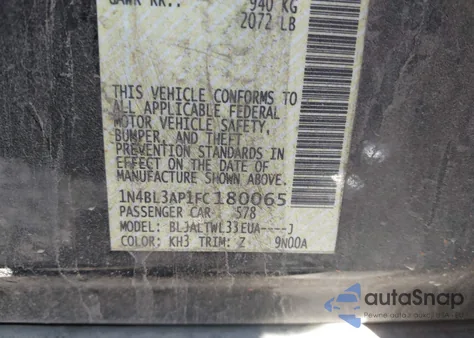 GAWR RR.: 940 KG
2072 LB
THIS VEHICLE CONFORMS TO
ALL APPLICABLE FEDERAL
MOTOR VEHICLE SAFETY,
BUMPER, AND THEFT
PREVENTION STANDARDS IN
EFFECT ON THE DATE OF
MANUFACTURE SHOWN ABOVE.
1N4BL3AP1FC180065
PASSENGER CAR 578
MODEL: BLJALTWL33EUA----J
COLOR: KH3 TRIM: Z 9N00A
autoSnap